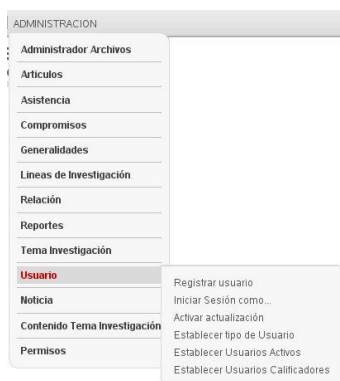 ADMINISTRACION
Administrador Archivos
Articulos
Asistencia
Compromisos
Generalidades
Lineas de Investigación
Relación
Reportes
Tema Investigación
Usuario
Noticia
Contenido Tema Investigación
Permisos
Registrar usuario
Iniciar Sesión como...
Activar actualización
Establecer tipo de Usuario
Establecer Usuarios Activos
Establecer Usuarios Calificadores